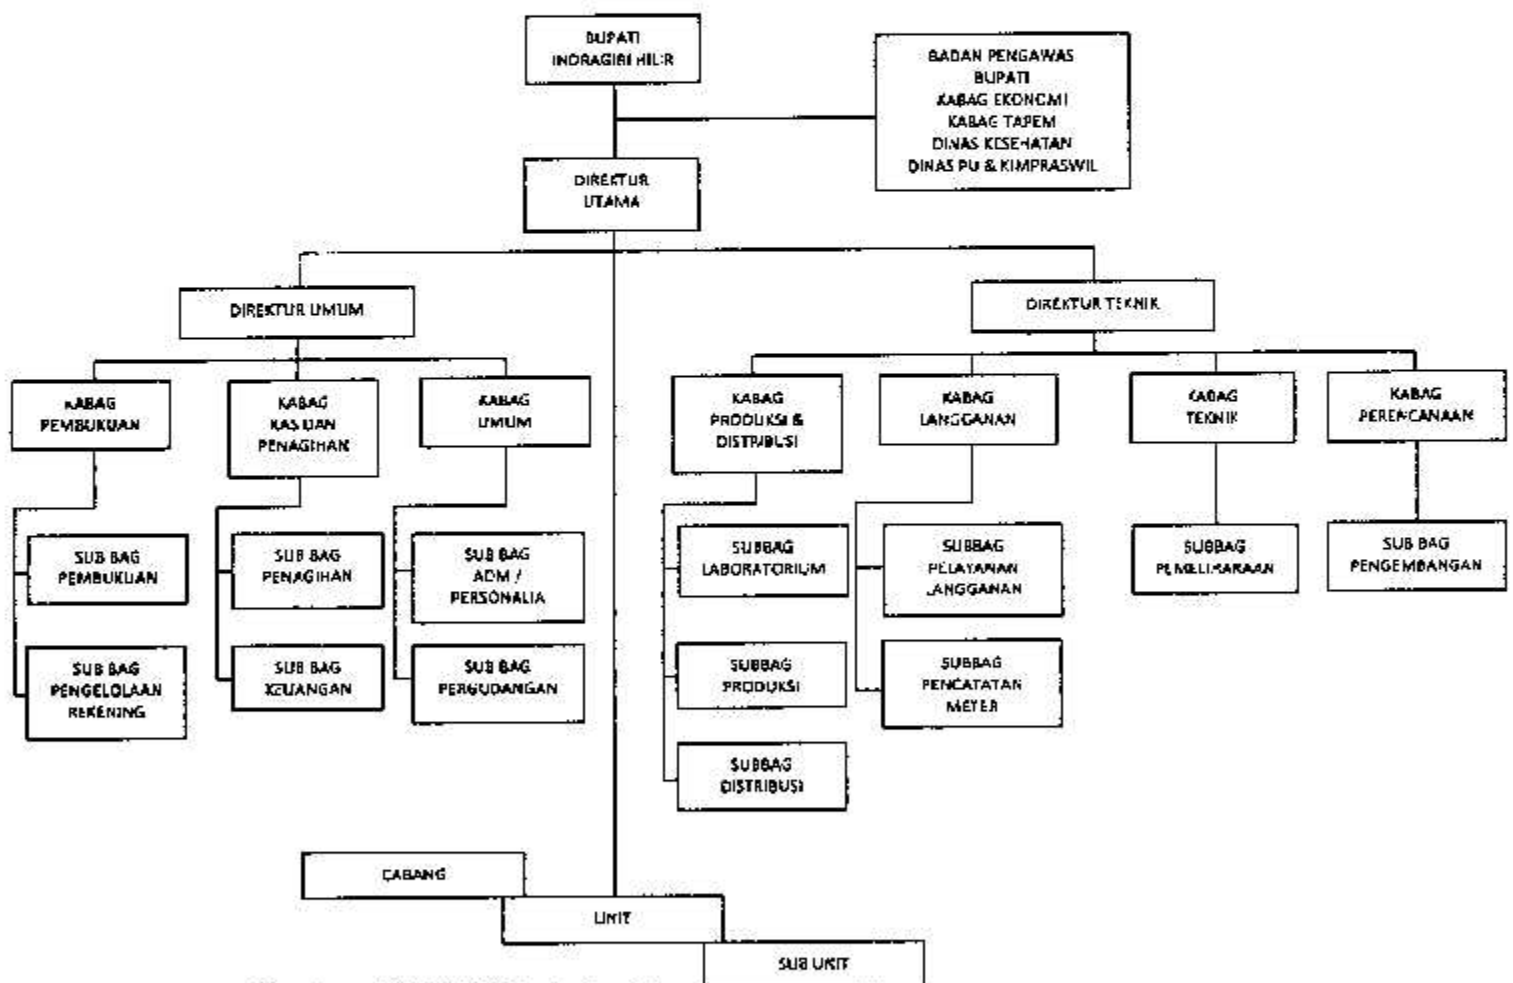 BUPATI
INDRAGIRI HILIR
BADAN PENGAWAS
BUPATI
KABAG EKONOMI
KABAG TAPEM
DINAS KESEHATAN
DINAS PU & KIMPRASWIL
DIREKTUR
UTAMA
DIREKTUR UMUM
DIREKTUR TEKNIK
KABAG
PEMBUKUAN
KABAG
KAS DAN
PENAGIHAN
KABAG
UMUM
KABAG
PRODUKSI &
DISTRIBUSI
KABAG
LANGGANAN
KABAG
TEKNIK
KABAG
PERENCANAAN
SUB BAG
PEMBUKUAN
SUB BAG
PENAGIHAN
SUB BAG
ADM /
PERSONALIA
SUBBAG
LABORATORIUM
SUBBAG
PELAYANAN
LANGGANAN
SUBBAG
PEMELIHARAAN
SUB BAG
PENGEMBANGAN
SUB BAG
PENGELOLAAN
REKENING
SUB BAG
KEUANGAN
SUB BAG
PERGUDANGAN
SUBBAG
PRODUKSI
SUBBAG
PENCATATAN
METER
SUBBAG
DISTRIBUSI
CABANG
UNIT
SUB UNIT